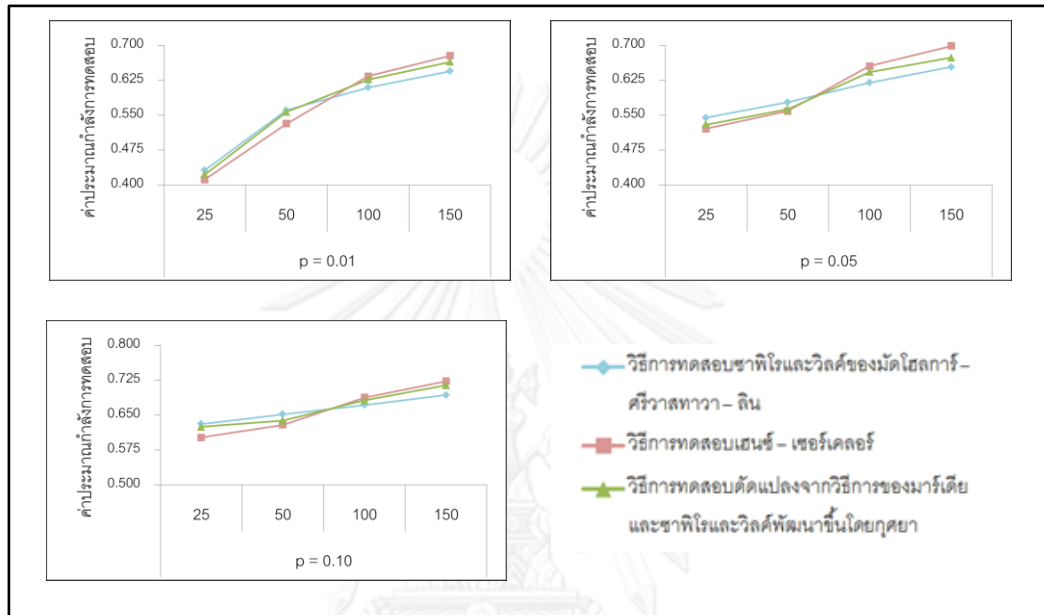 ค่าประมาณกำลังการทดสอบ
0.700
0.625
0.550
0.475
0.400
25 50 100 150
p = 0.01
ค่าประมาณกำลังการทดสอบ
0.700
0.625
0.550
0.475
0.400
25 50 100 150
p = 0.05
ค่าประมาณกำลังการทดสอบ
0.800
0.725
0.650
0.575
0.500
25 50 100 150
p = 0.10
วิธีการทดสอบชาพิโรและวิลค์ของมัดโฮลการ์ –
ศรีวาสทาวา – ลิน
วิธีการทดสอบเฮนซ์ – เซอร์เคลอร์
วิธีการทดสอบดัดแปลงจากวิธีการของมาร์เดีย
และชาพิโรและวิลค์พัฒนาขึ้นโดยกุศยา